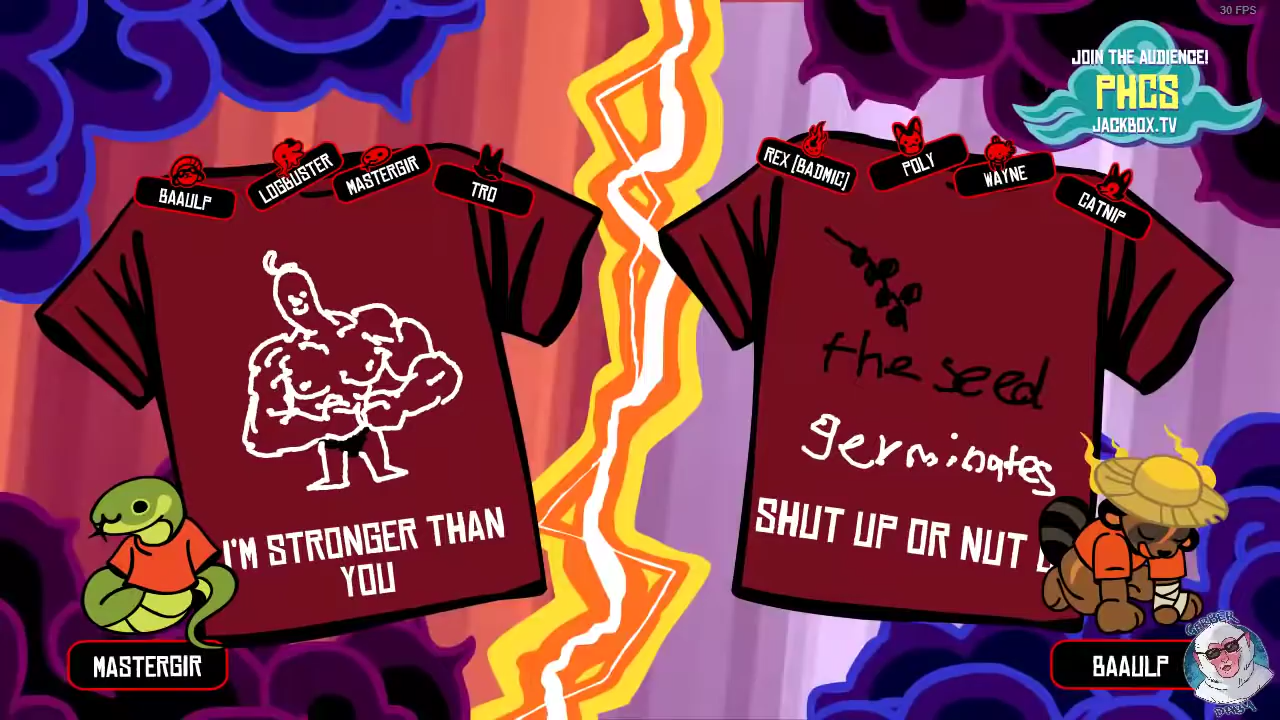 30 FPS
JOIN THE AUDIENCE!
PHCS
JACKBOX.TV
BAAULP
LOGBUSTER
MASTERGIR
TRO
REX [BADMIC]
POLY
WAYNE
CATNIP
the seed
germinates
I'M STRONGER THAN
YOU
SHUT UP OR NUT
MASTERGIR
BAAULP